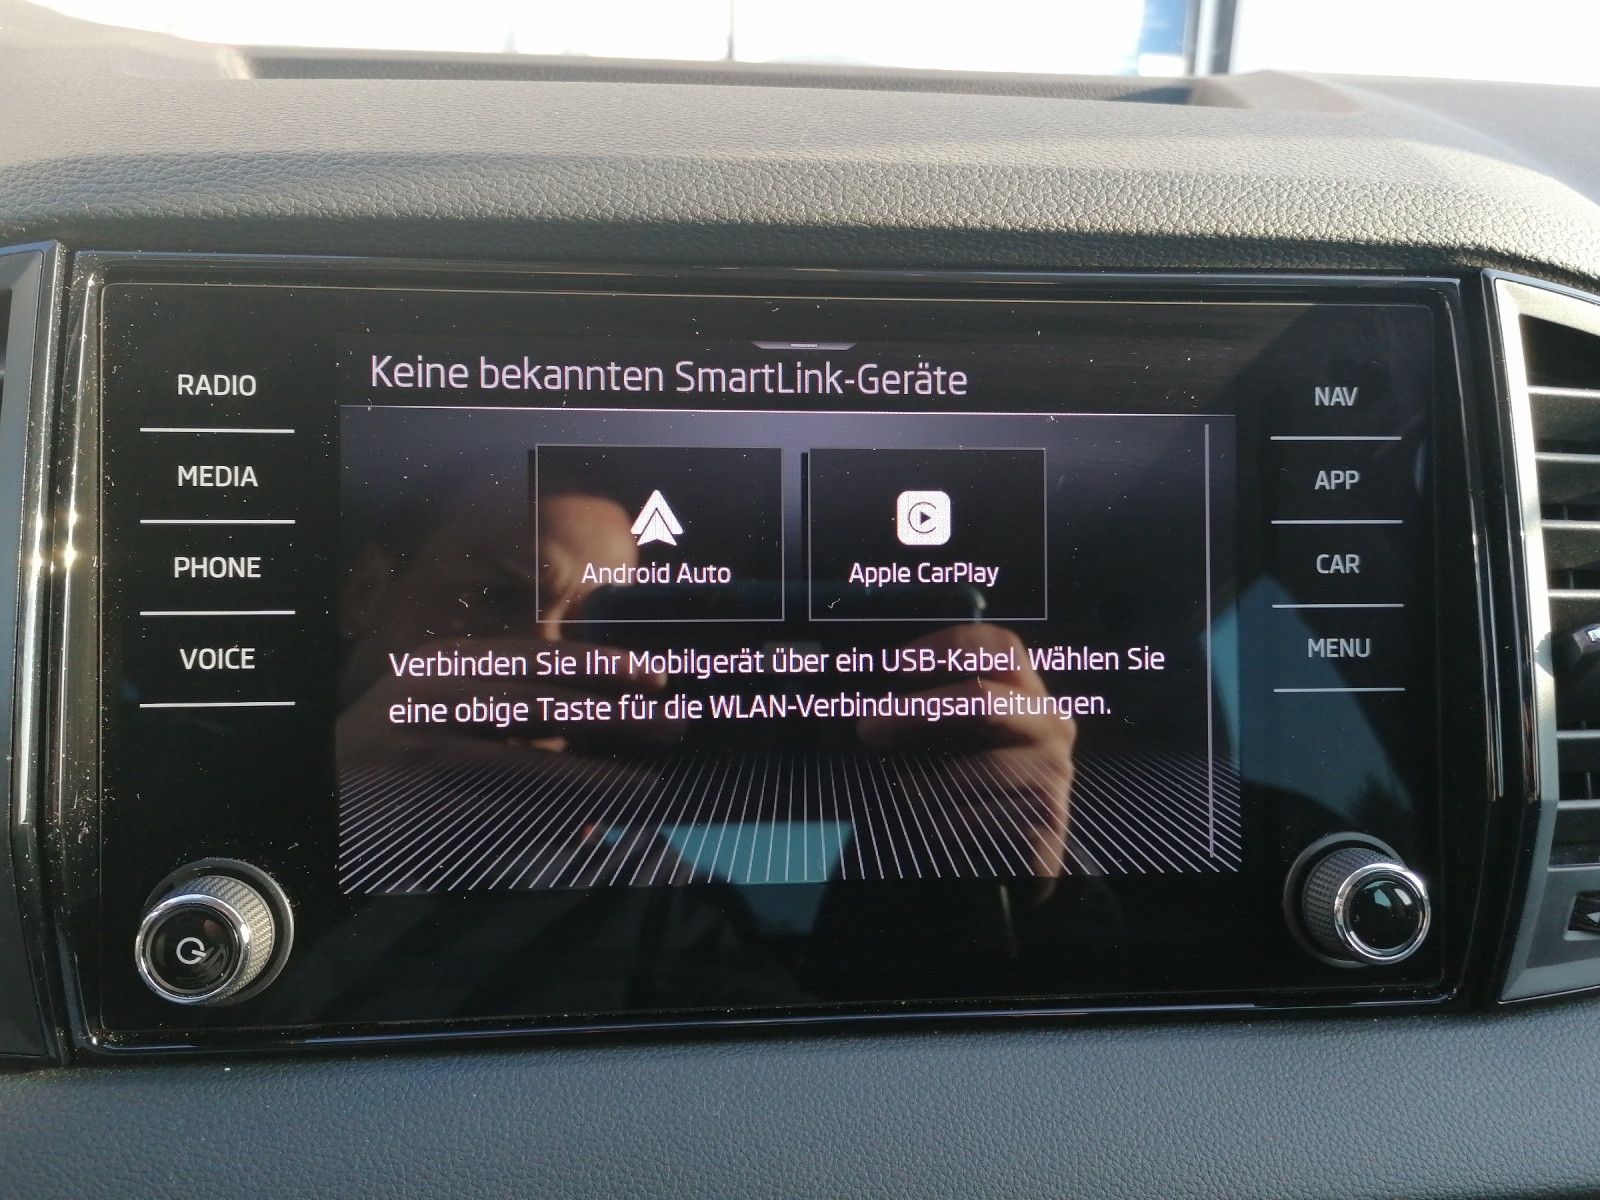 Keine bekannten SmartLink-Geräte
RADIO
MEDIA
PHONE
VOICE
Android Auto
Apple CarPlay
Verbinden Sie Ihr Mobilgerät über ein USB-Kabel. Wählen Sie
eine obige Taste für die WLAN-Verbindungsanleitungen.
NAV
APP
CAR
MENU